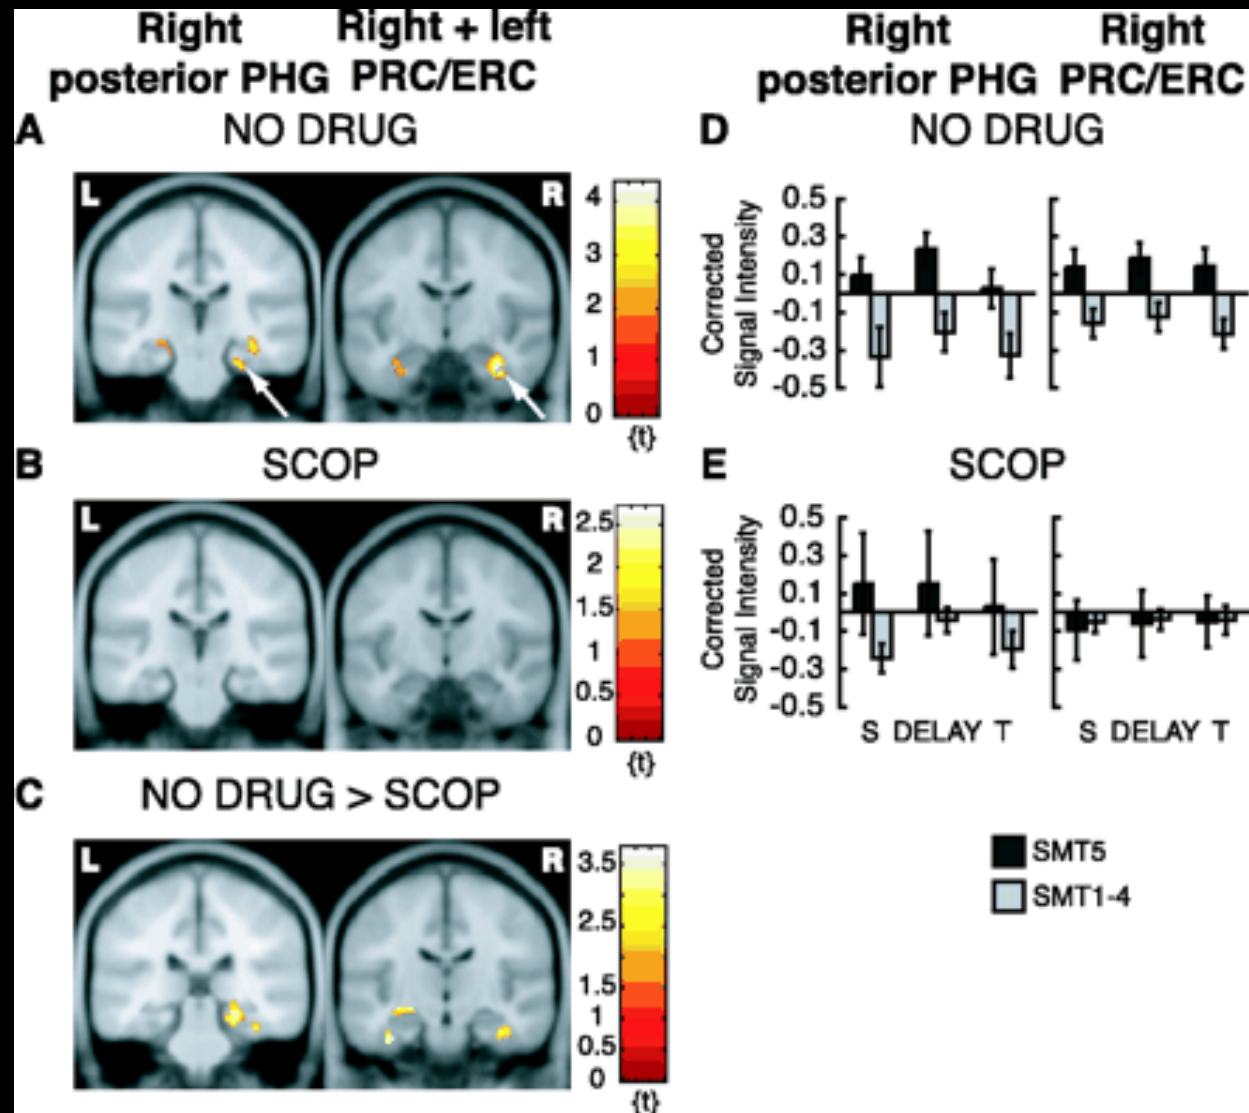 Right Right + left
posterior PHG PRC/ERC
A NO DRUG
L R
4
3
2
1
0
{t}
B SCOP
L R
2.5
2
1.5
1
0.5
0
{t}
C NO DRUG > SCOP
L R
3.5
2.5
1.5
1
0.5
0
{t}
Right Right
posterior PHG PRC/ERC
D NO DRUG
Corrected
Signal Intensity
0.5
0.3
0.1
-0.1
-0.3
-0.5
E SCOP
Corrected
Signal Intensity
0.5
0.3
0.1
-0.1
-0.3
-0.5
S DELAY T S DELAY T
SMT5
SMT1-4